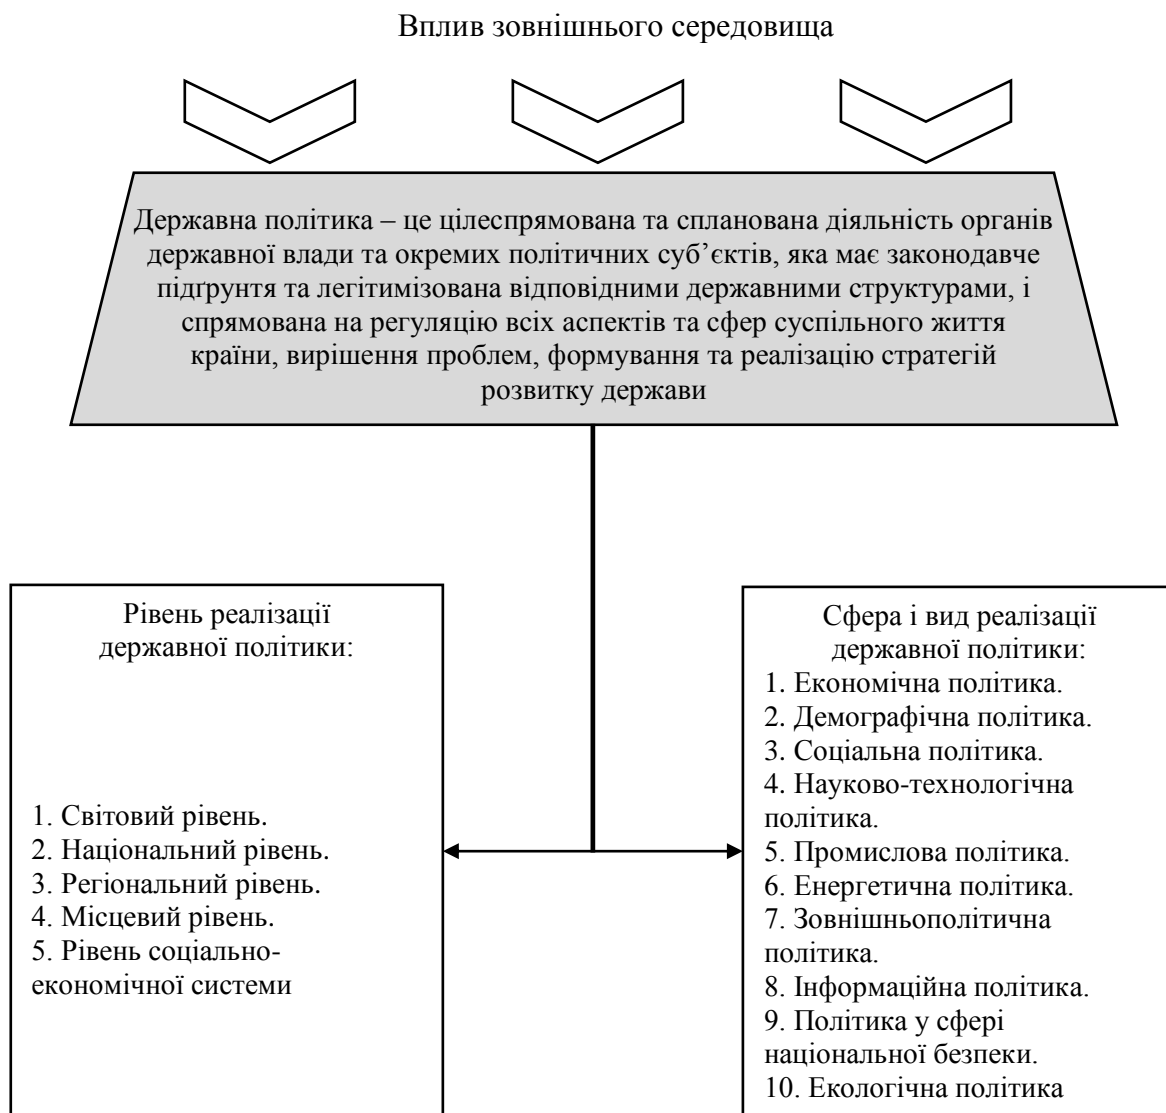 Вплив зовнішнього середовища
Державна політика – це цілеспрямована та спланована діяльність органів
державної влади та окремих політичних суб’єктів, яка має законодавче
підґрунтя та легітимізована відповідними державними структурами, і
спрямована на регуляцію всіх аспектів та сфер суспільного життя
країни, вирішення проблем, формування та реалізацію стратегій
розвитку держави
Рівень реалізації
державної політики:
1. Світовий рівень.
2. Національний рівень.
3. Регіональний рівень.
4. Місцевий рівень.
5. Рівень соціально-
економічної системи
Сфера і вид реалізації
державної політики:
1. Економічна політика.
2. Демографічна політика.
3. Соціальна політика.
4. Науково-технологічна
політика.
5. Промислова політика.
6. Енергетична політика.
7. Зовнішньополітична
політика.
8. Інформаційна політика.
9. Політика у сфері
національної безпеки.
10. Екологічна політика